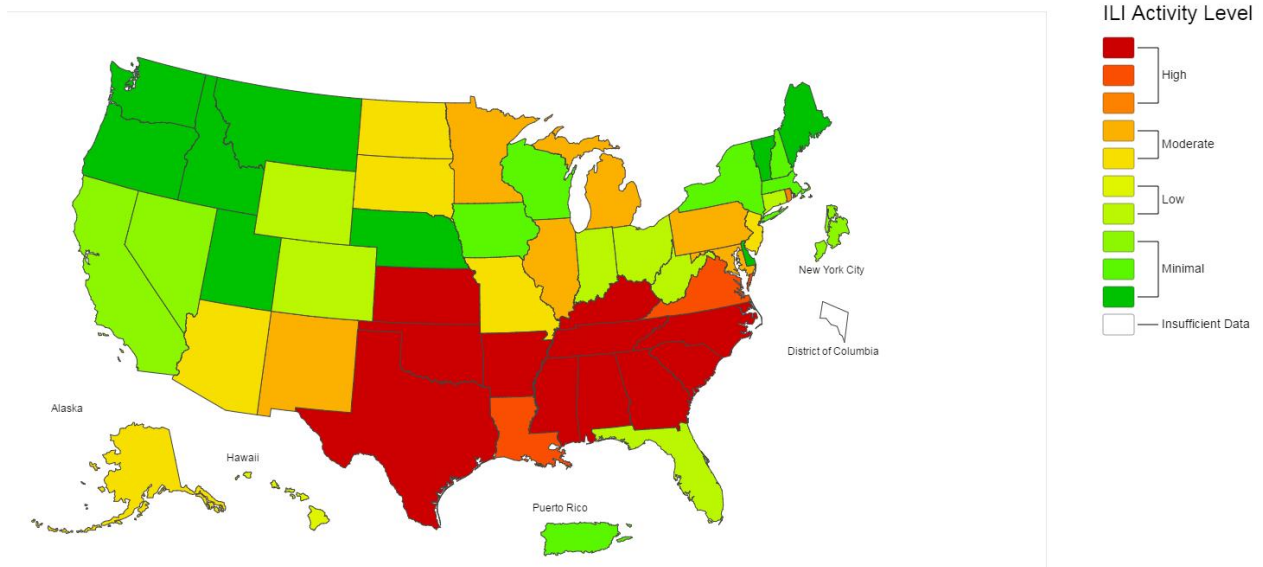 ILI Activity Level
High
Moderate
Low
Minimal
Insufficient Data
New York City
District of Columbia
Alaska
Hawaii
Puerto Rico